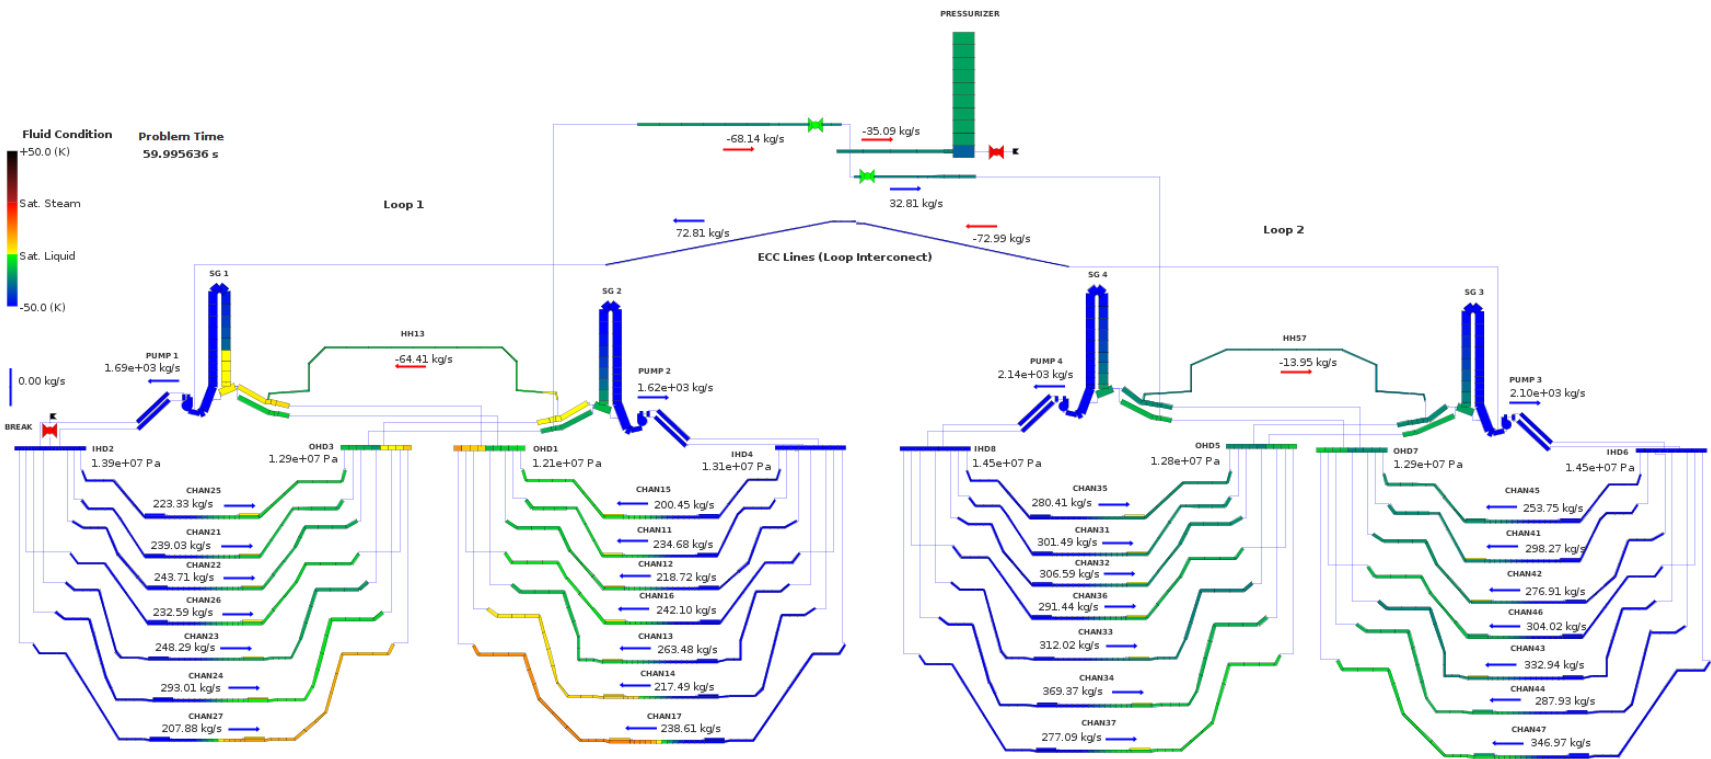 PRESSURIZER
Fluid Condition
+50.0 (K)
Sat. Steam
Sat. Liquid
-50.0 (K)
Problem Time
59.995636 s
-68.14 kg/s
-35.09 kg/s
32.81 kg/s
Loop 1
72.81 kg/s
-72.99 kg/s
Loop 2
ECC Lines (Loop Interconect)
SG 1
SG 2
SG 4
SG 3
HH13
-64.41 kg/s
HH57
-13.95 kg/s
PUMP 1
1.69e+03 kg/s
PUMP 2
1.62e+03 kg/s
PUMP 4
2.14e+03 kg/s
PUMP 3
2.10e+03 kg/s
0.00 kg/s
BREAK
IHD2
1.39e+07 Pa
OHD3
1.29e+07 Pa
OHD1
1.21e+07 Pa
IHD4
1.31e+07 Pa
IHD8
1.45e+07 Pa
OHD5
1.28e+07 Pa
OHD7
1.29e+07 Pa
IHD6
1.45e+07 Pa
CHAN25
223.33 kg/s
CHAN21
239.03 kg/s
CHAN22
243.71 kg/s
CHAN26
232.59 kg/s
CHAN23
248.29 kg/s
CHAN24
293.01 kg/s
CHAN27
207.88 kg/s
CHAN15
200.45 kg/s
CHAN11
234.68 kg/s
CHAN12
218.72 kg/s
CHAN16
242.10 kg/s
CHAN13
263.48 kg/s
CHAN14
217.49 kg/s
CHAN17
238.61 kg/s
CHAN35
280.41 kg/s
CHAN31
301.49 kg/s
CHAN32
306.59 kg/s
CHAN36
291.44 kg/s
CHAN33
312.02 kg/s
CHAN34
369.37 kg/s
CHAN37
277.09 kg/s
CHAN45
253.75 kg/s
CHAN41
298.27 kg/s
CHAN42
276.91 kg/s
CHAN46
304.02 kg/s
CHAN43
332.94 kg/s
CHAN44
287.93 kg/s
CHAN47
346.97 kg/s